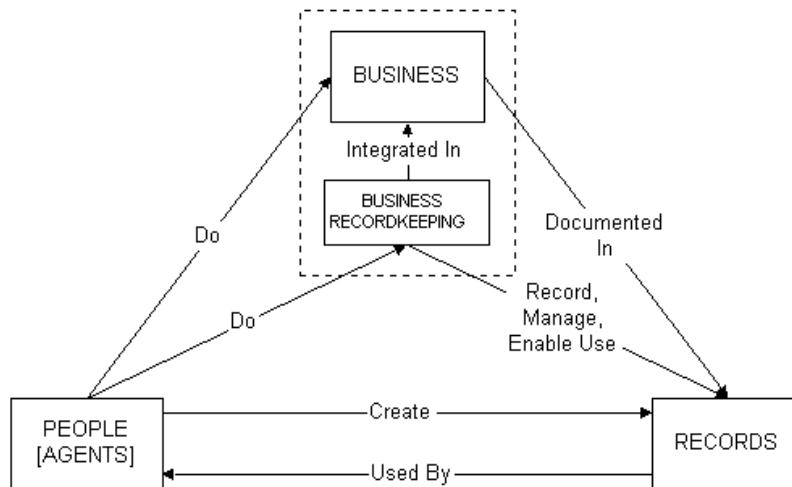 BUSINESS
Integrated In
BUSINESS
RECORDKEEPING
Do
Documented
In
Do
Record,
Manage,
Enable Use
PEOPLE
[AGENTS]
Create
RECORDS
Used By